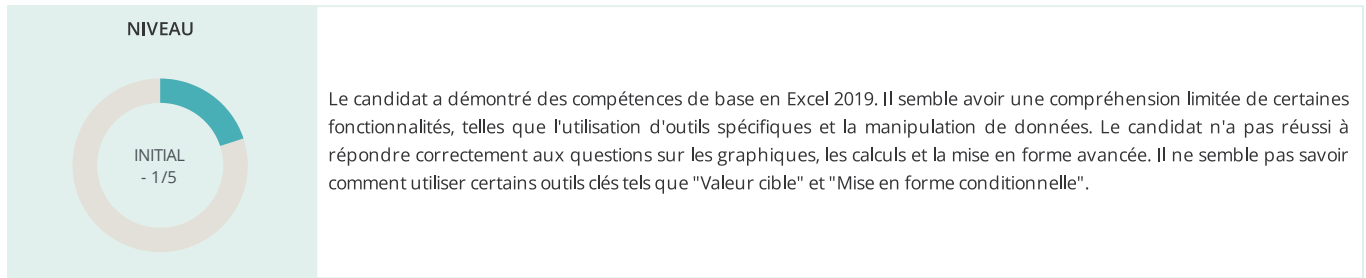 NIVEAU
INITIAL
- 1/5
Le candidat a démontré des compétences de base en Excel 2019. Il semble avoir une compréhension limitée de certaines
fonctionnalités, telles que l'utilisation d'outils spécifiques et la manipulation de données. Le candidat n'a pas réussi à
répondre correctement aux questions sur les graphiques, les calculs et la mise en forme avancée. Il ne semble pas savoir
comment utiliser certains outils clés tels que "Valeur cible" et "Mise en forme conditionnelle".